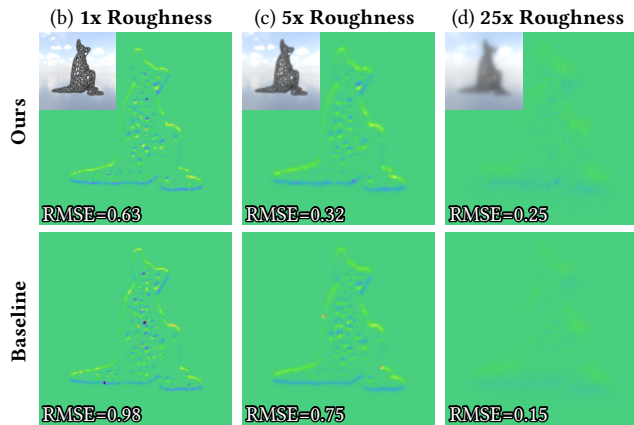 (b) 1x Roughness (c) 5x Roughness (d) 25x Roughness
Ours
RMSE=0.63 RMSE=0.32 RMSE=0.25
Baseline
RMSE=0.98 RMSE=0.75 RMSE=0.15